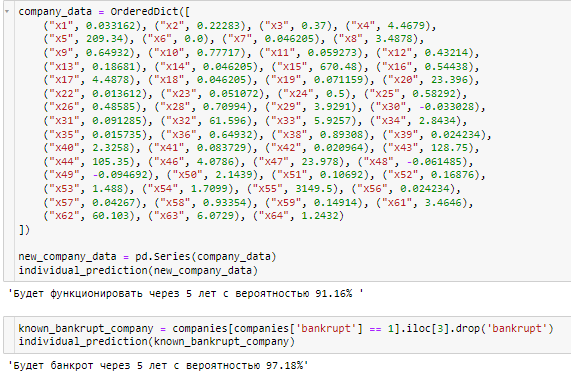 company_data = OrderedDict([
("x1", 0.033162), ("x2", 0.22283), ("x3", 0.37), ("x4", 4.4679),
("x5", 209.34), ("x6", 0.0), ("x7", 0.046205), ("x8", 3.4878),
("x9", 0.64932), ("x10", 0.77717), ("x11", 0.059273), ("x12", 0.43214),
("x13", 0.18681), ("x14", 0.046205), ("x15", 670.48), ("x16", 0.54438),
("x17", 4.4878), ("x18", 0.046205), ("x19", 0.071159), ("x20", 23.396),
("x22", 0.013612), ("x23", 0.051072), ("x24", 0.5), ("x25", 0.58292),
("x26", 0.48585), ("x28", 0.70994), ("x29", 3.9291), ("x30", -0.033028),
("x31", 0.091285), ("x32", 61.596), ("x33", 5.9257), ("x34", 2.8434),
("x35", 0.015735), ("x36", 0.64932), ("x38", 0.89308), ("x39", 0.024234),
("x40", 2.3258), ("x41", 0.083729), ("x42", 0.020964), ("x43", 128.75),
("x44", 105.35), ("x46", 4.0786), ("x47", 23.978), ("x48", -0.061485),
("x49", -0.094692), ("x50", 2.1439), ("x51", 0.10692), ("x52", 0.16876),
("x53", 1.488), ("x54", 1.7099), ("x55", 3149.5), ("x56", 0.024234),
("x57", 0.04267), ("x58", 0.93354), ("x59", 0.14914), ("x61", 3.4646),
("x62", 60.103), ("x63", 6.0729), ("x64", 1.2432)
])
new_company_data = pd.Series(company_data)
individual_prediction(new_company_data)
'Будет функционировать через 5 лет с вероятностью 91.16% '
known_bankrupt_company = companies[companies['bankrupt'] == 1].iloc[3].drop('bankrupt')
individual_prediction(known_bankrupt_company)
'Будет банкрот через 5 лет с вероятностью 97.18%'